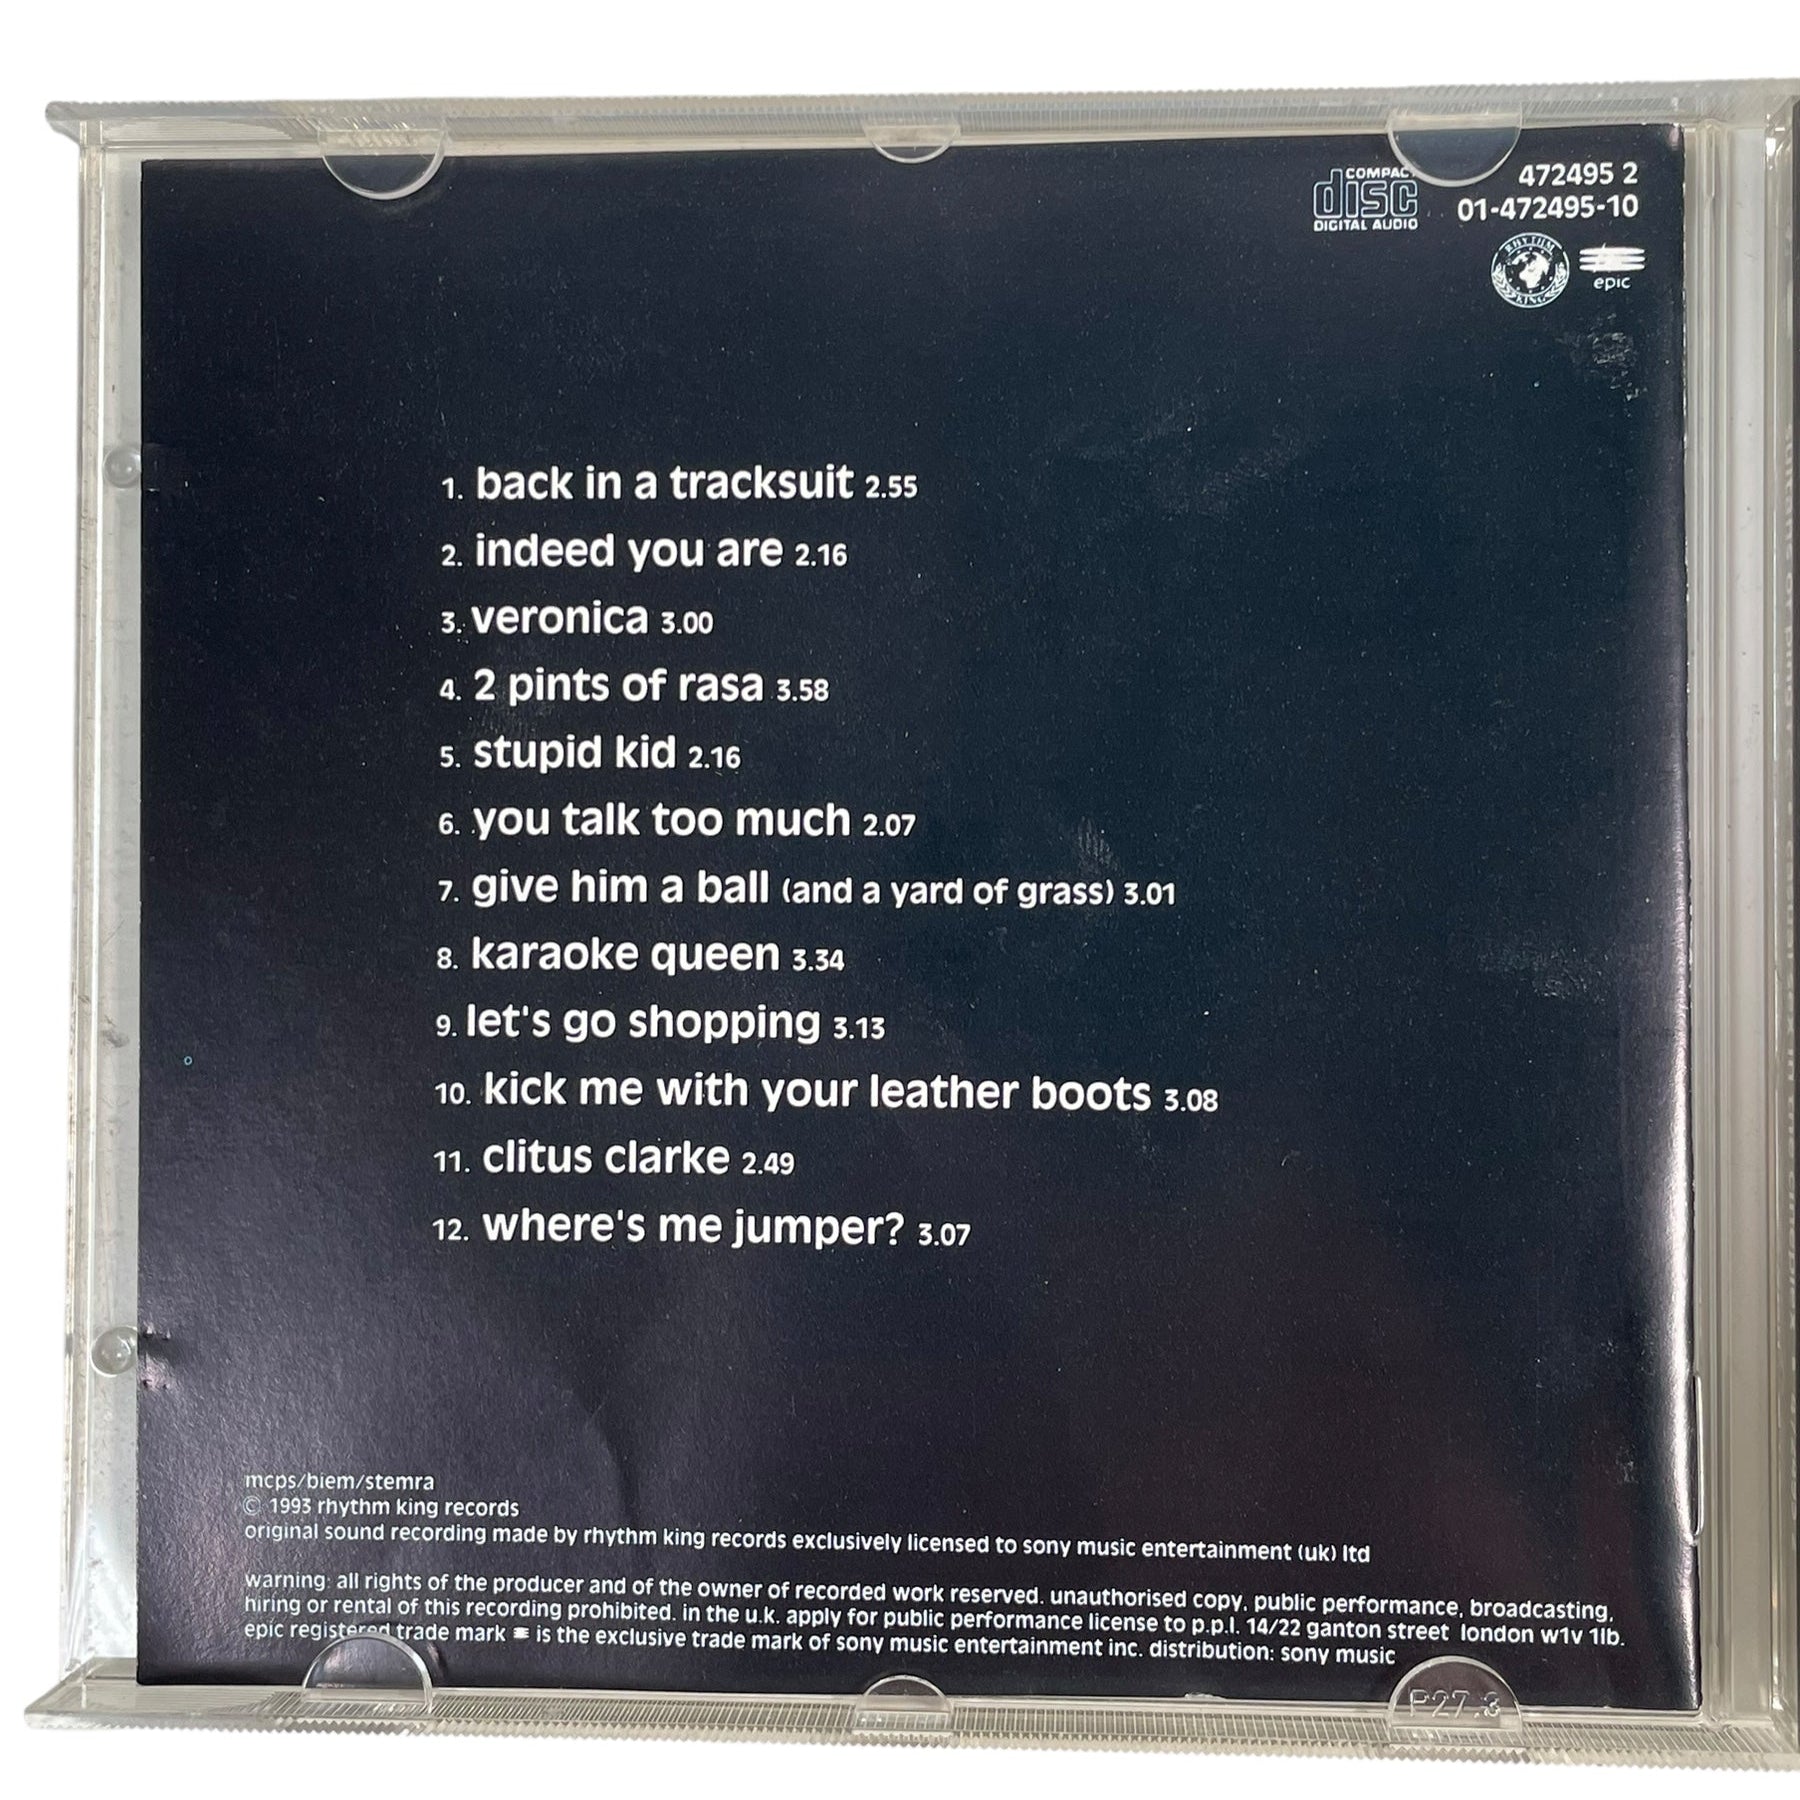 COMPACT
disc
DIGITAL AUDIO
472495 2
01-472495-10
RHYTHM
KING
epic
1. back in a tracksuit 2.55
2. indeed you are 2.16
3. veronica 3.00
4. 2 pints of rasa 3.58
5. stupid kid 2.16
6. you talk too much 2.07
7. give him a ball (and a yard of grass) 3.01
8. karaoke queen 3.34
9. let's go shopping 3.13
10. kick me with your leather boots 3.08
11. clitus clarke 2.49
12. where's me jumper? 3.07
mcps/biem/stemra
© 1993 rhythm king records
original sound recording made by rhythm king records exclusively licensed to sony music entertainment (uk) ltd
warning: all rights of the producer and of the owner of recorded work reserved. unauthorised copy, public performance, broadcasting,
hiring or rental of this recording prohibited. in the u.k. apply for public performance license to p.p.l. 14/22 ganton street london w1v 1lb.
epic registered trade mark is the exclusive trade mark of sony music entertainment inc. distribution: sony music
P27.3